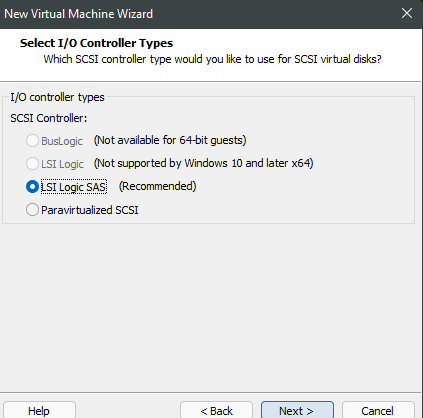 New Virtual Machine Wizard
Select I/O Controller Types
Which SCSI controller type would you like to use for SCSI virtual disks?
I/O controller types
SCSI Controller:
BusLogic (Not available for 64-bit guests)
LSI Logic (Not supported by Windows 10 and later x64)
LSI Logic SAS (Recommended)
Paravirtualized SCSI
Help < Back Next > Cancel